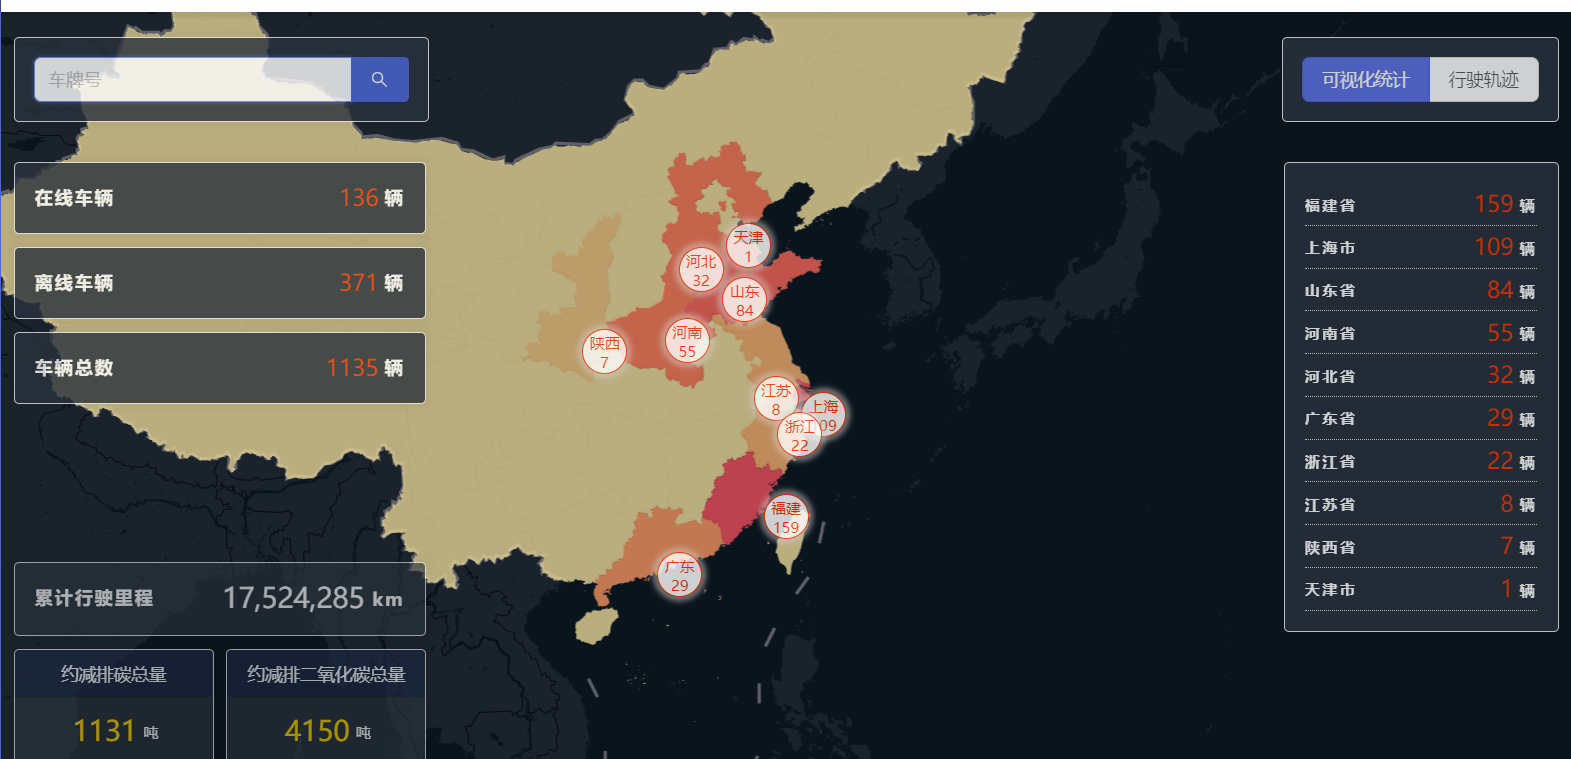 车牌号
可视化统计 行驶轨迹
在线车辆 136 辆
离线车辆 371 辆
车辆总数 1135 辆
累计行驶里程 17,524,285 km
约减排碳总量
1131 吨
约减排二氧化碳总量
4150 吨
天津
1
河北
32
山东
84
河南
55
陕西
7
江苏
8
上海
09
浙江
22
福建
159
广东
29
福建省 159 辆
上海市 109 辆
山东省 84 辆
河南省 55 辆
河北省 32 辆
广东省 29 辆
浙江省 22 辆
江苏省 8 辆
陕西省 7 辆
天津市 1 辆